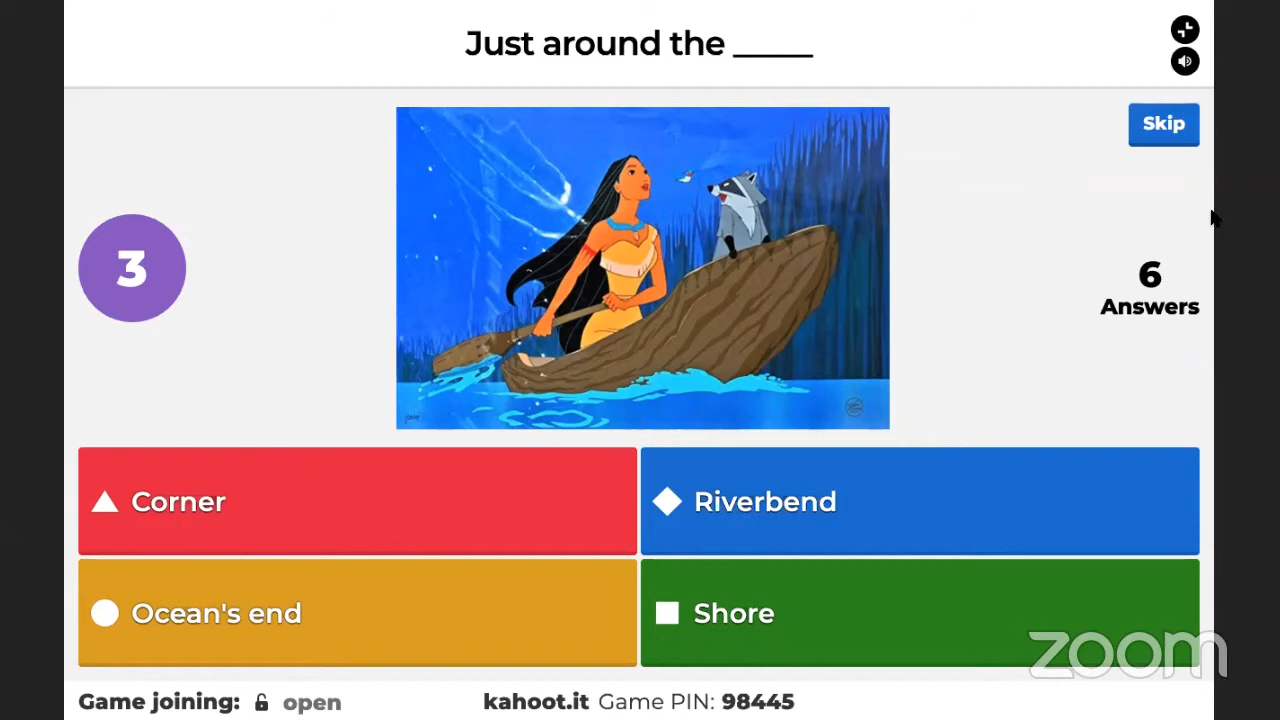 Just around the _____
Skip
3
6
Answers
Corner
Riverbend
Ocean's end
Shore
zoom
Game joining: open
kahoot.it Game PIN: 98445